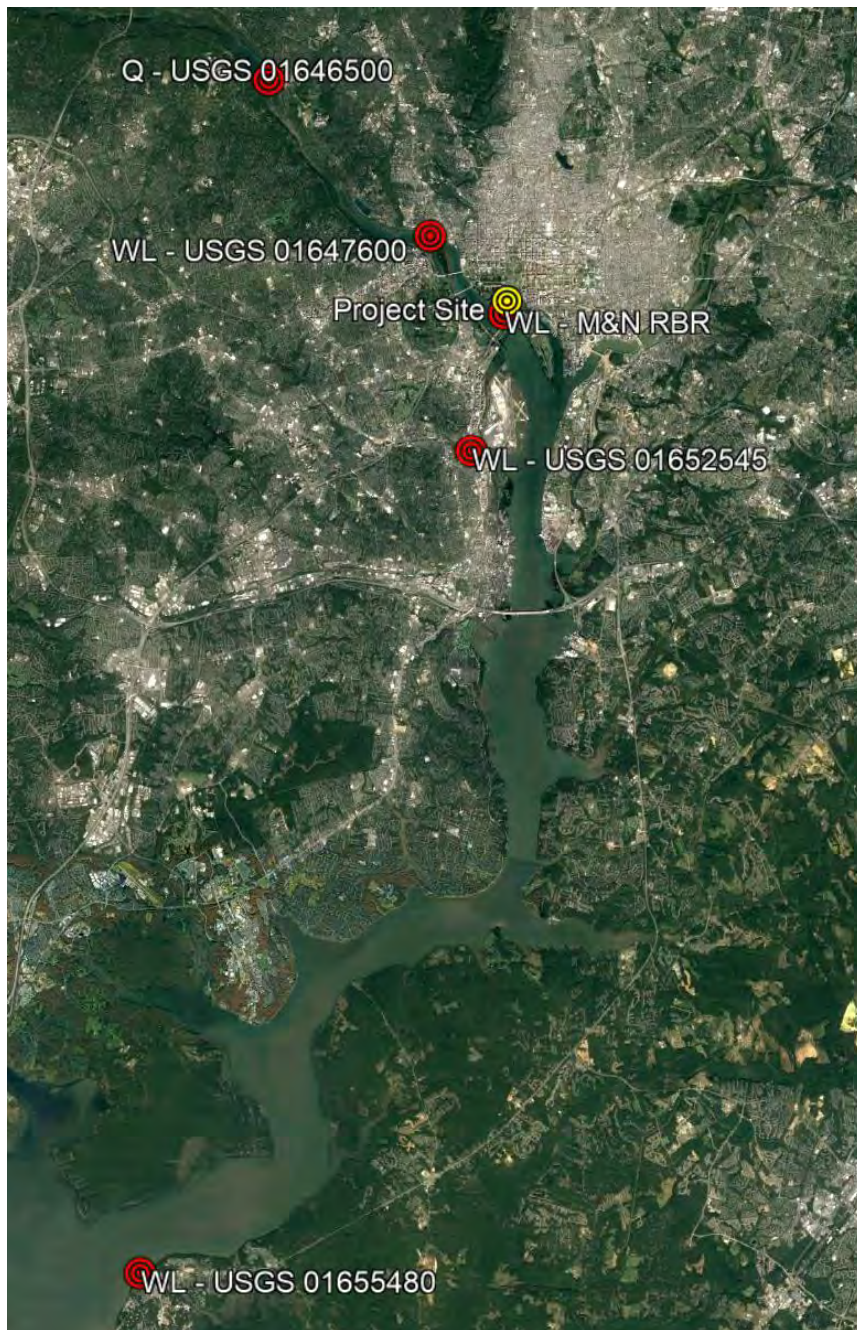 Q - USGS 01646500
WL - USGS 01647600
Project Site
WL - M&N RBR
WL - USGS 01652545
WL - USGS 01655480